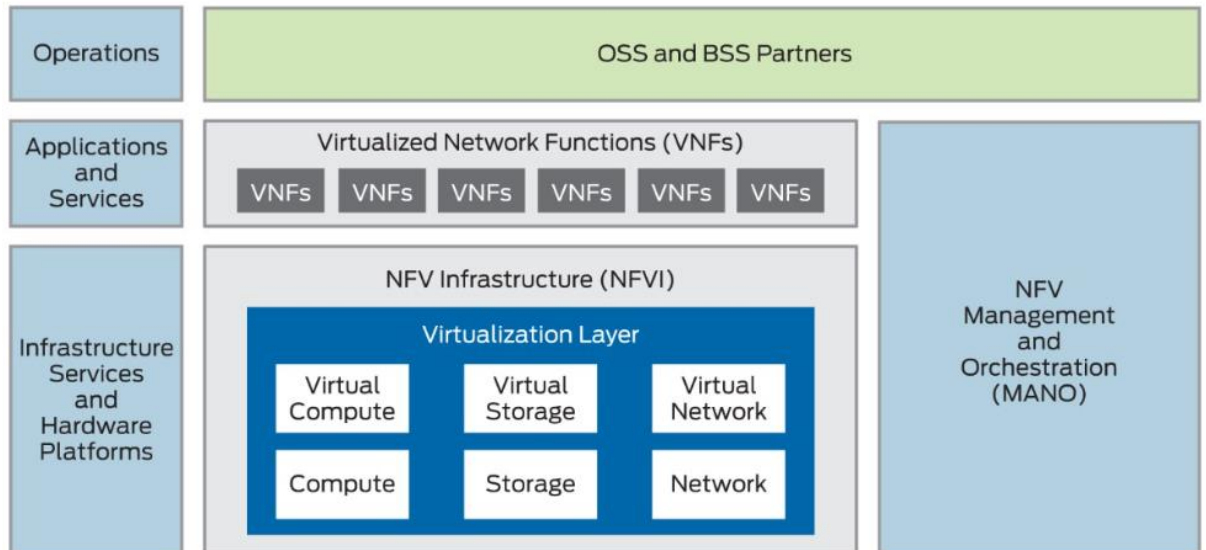 Operations
OSS and BSS Partners
Applications
and
Services
Virtualized Network Functions (VNFs)
VNFs VNFs VNFs VNFs VNFs VNFs
Infrastructure
Services
and
Hardware
Platforms
NFV Infrastructure (NFVI)
Virtualization Layer
Virtual
Compute
Virtual
Storage
Virtual
Network
Compute
Storage
Network
NFV
Management
and
Orchestration
(MANO)